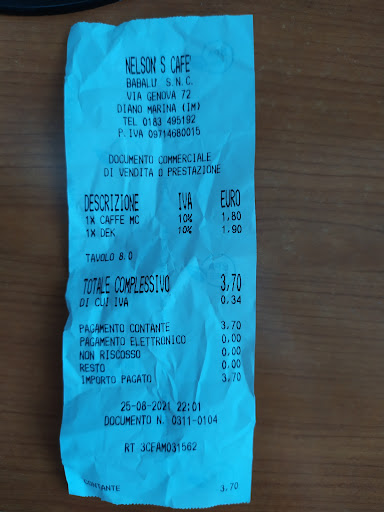 NELSON'S CAFE'
BABALU' S.N.C.
VIA GENOVA 72
DIANO MARINA (IM)
TEL 0183 495192
P.IVA 09714680015
DOCUMENTO COMMERCIALE
DI VENDITA O PRESTAZIONE
DESCRIZIONE IVA EURO
1X CAFFE MC 10% 1,80
1X DEK 10% 1,90
TAVOLO 8.0
TOTALE COMPLESSIVO 3,70
DI CUI IVA 0,34
PAGAMENTO CONTANTE 3,70
PAGAMENTO ELETTRONICO 0,00
NON RISCOSSO 0,00
RESTO 0,00
IMPORTO PAGATO 3,70
25-08-2021 22:01
DOCUMENTO N. 0311-0104
RT 3CFAM031562
CONTANTE 3,70